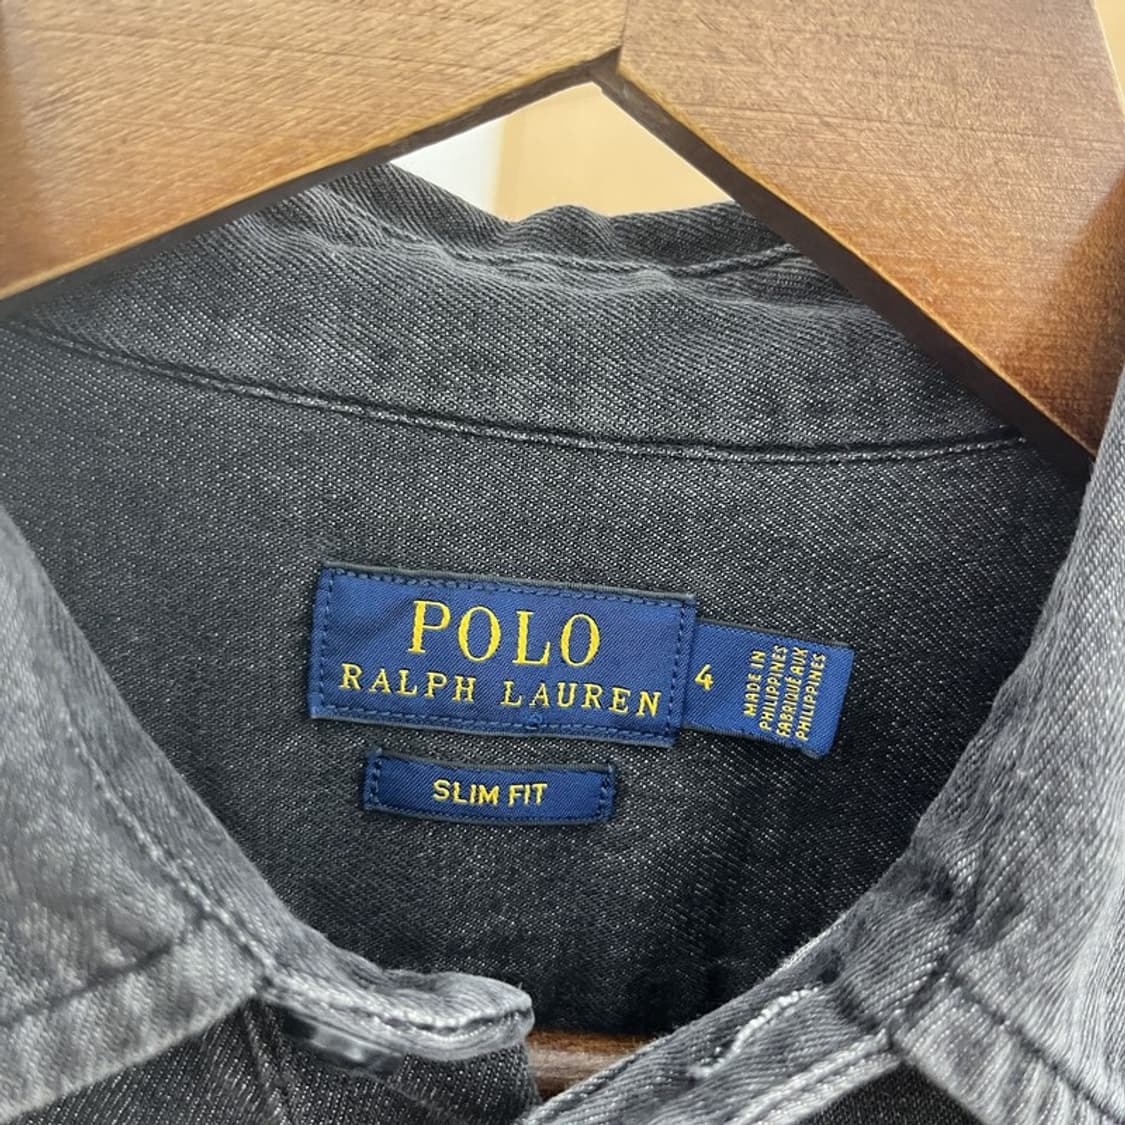 POLO
RALPH LAUREN
4
MADE IN
PHILIPPINES
FABRIQUÉ AUX
PHILIPPINES
SLIM FIT